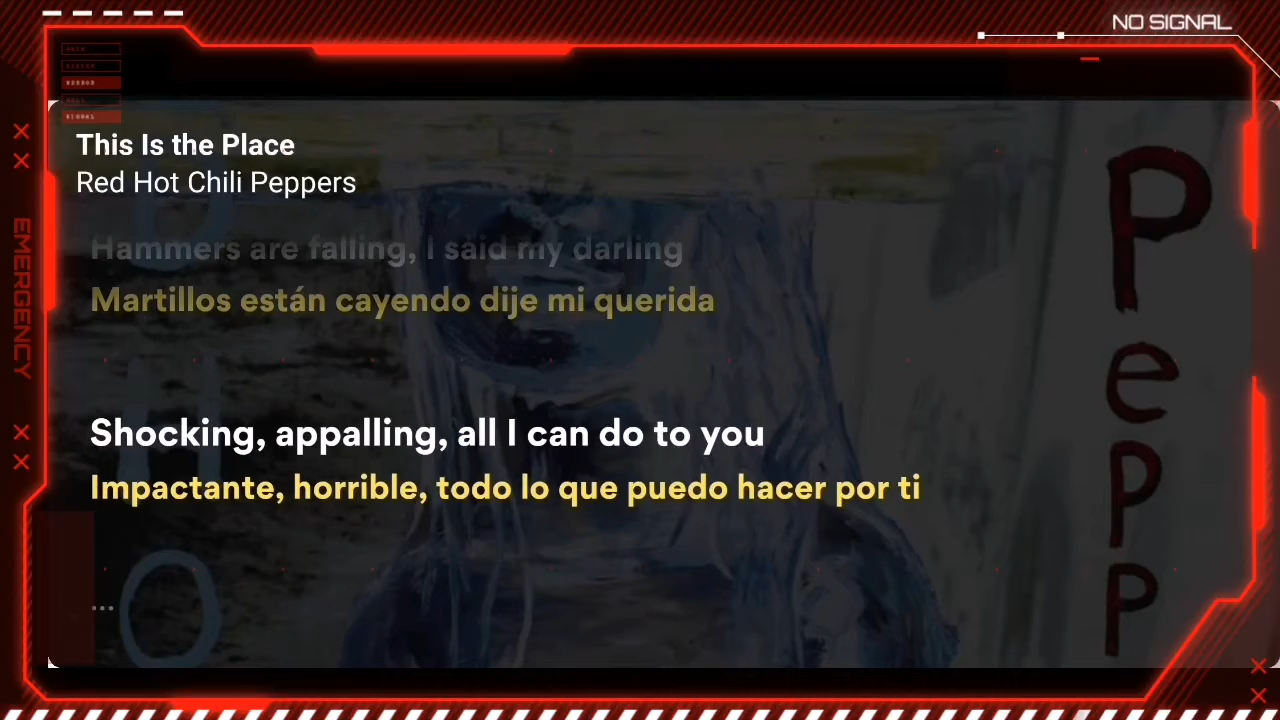 NO SIGNAL
ERROR
SIGNAL
This Is the Place
Red Hot Chili Peppers
Hammers are falling, I said my darling
Martillos están cayendo dije mi querida
Shocking, appalling, all I can do to you
Impactante, horrible, todo lo que puedo hacer por ti
...
EMERGENCY
H
O
P
e
p
p